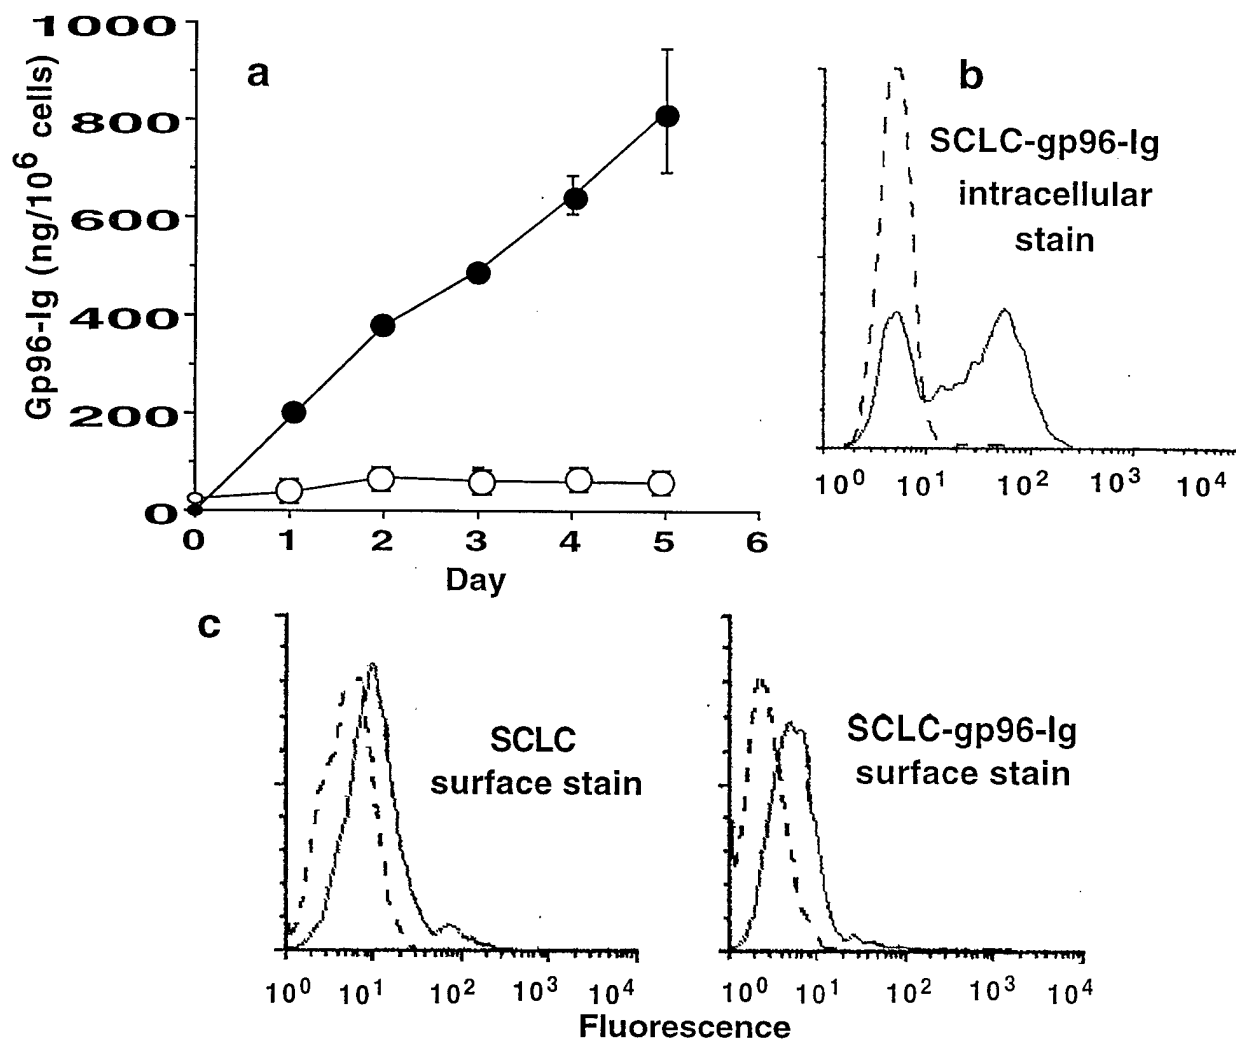 a
Gp96-Ig (ng/10⁶ cells)
1000
800
600
400
200
0
0 1 2 3 4 5 6
Day
b
SCLC-gp96-Ig
intracellular
stain
10⁰ 10¹ 10² 10³ 10⁴
c
SCLC
surface stain
10⁰ 10¹ 10² 10³ 10⁴
SCLC-gp96-Ig
surface stain
10⁰ 10¹ 10² 10³ 10⁴
Fluorescence